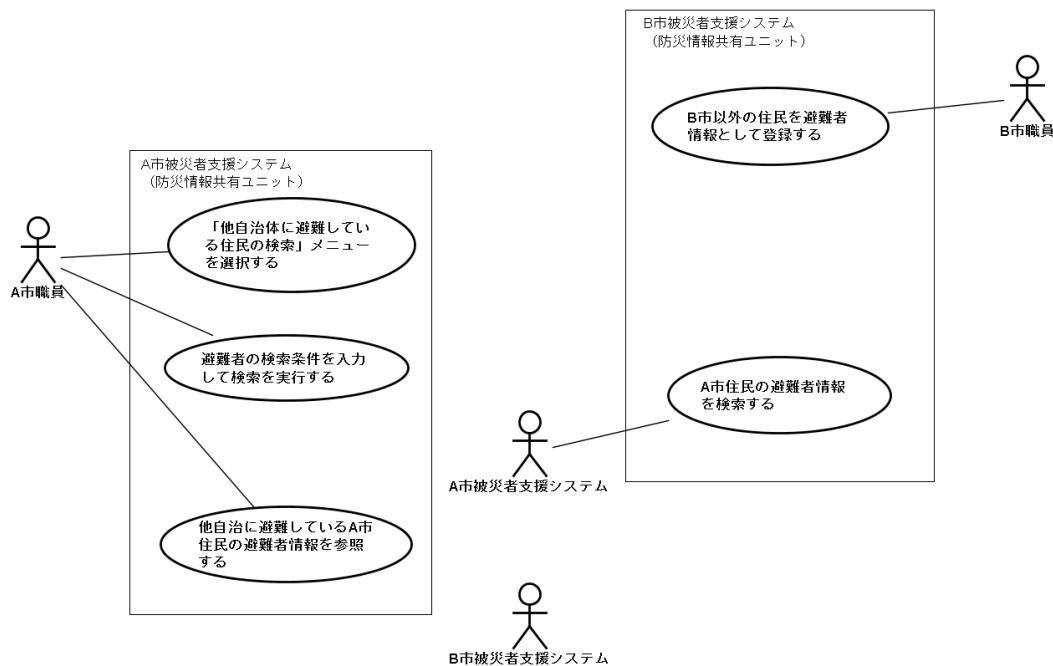 B市被災者支援システム
（防災情報共有ユニット）
B市以外の住民を避難者
情報として登録する
B市職員
A市被災者支援システム
（防災情報共有ユニット）
「他自治体に避難してい
る住民の検索」メニュー
を選択する
A市職員
避難者の検索条件を入力
して検索を実行する
A市住民の避難者情報
を検索する
A市被災者支援システム
他自治に避難しているA市
住民の避難者情報を参照
する
B市被災者支援システム